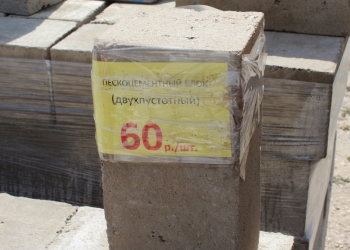 ПЕСКОЦЕМЕНТНЫЙ БЛОК
(ДВУХПУСТОТНЫЙ)
60 р./шт.